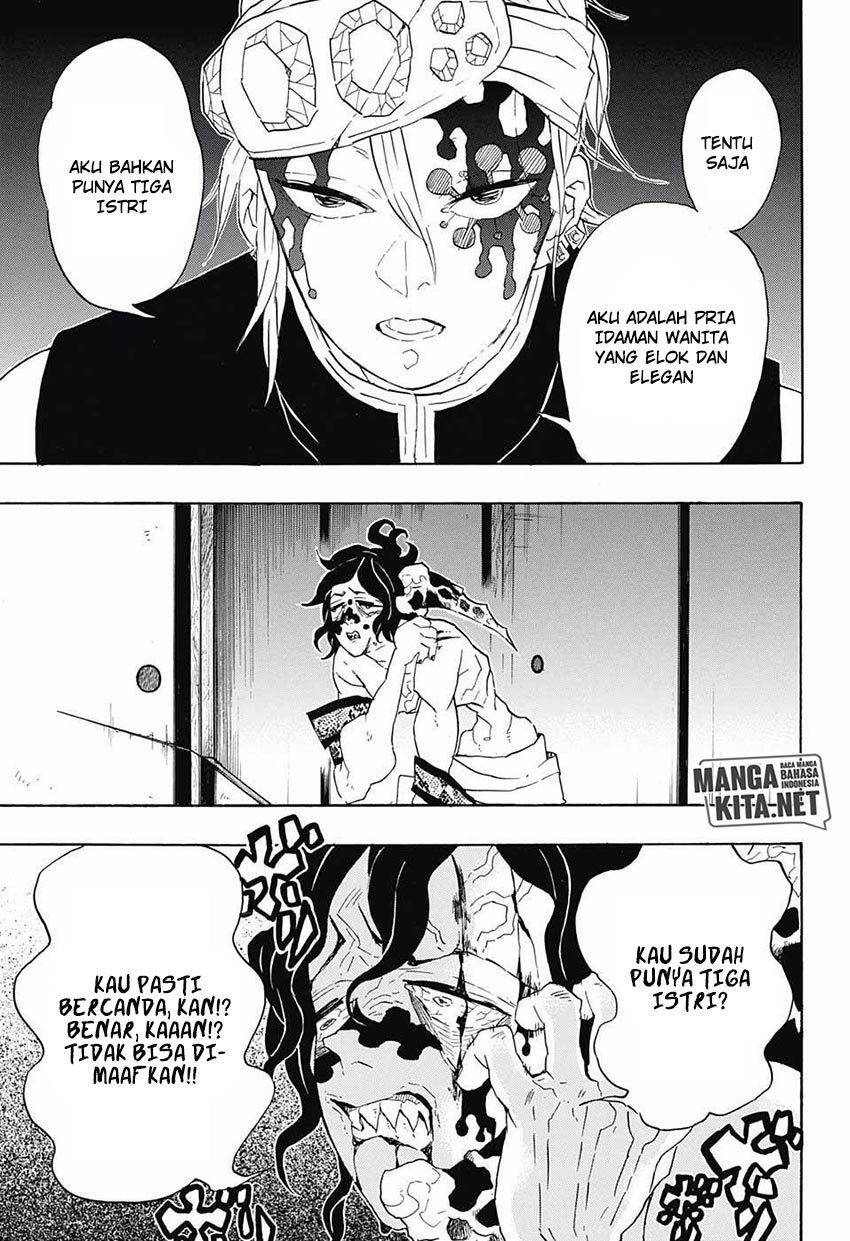 TENTU
SAJA
AKU ADALAH PRIA
IDAMAN WANITA
YANG ELOK DAN
ELEGAN
AKU BAHKAN
PUNYA TIGA
ISTRI
MANGA
KITA.NET
BACA MANGA
BAHASA
INDONESIA
KAU SUDAH
PUNYA TIGA
ISTRI?
KAU PASTI
BERCANDA, KAN!?
BENAR, KAAAN!?
TIDAK BISA DI-
MAAFKAN!!